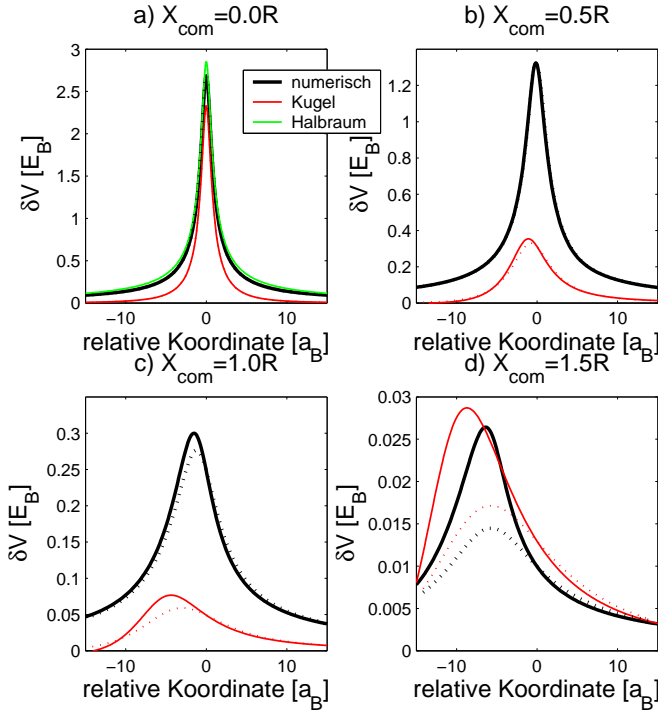 a) X_com=0.0R
3
2.5
2
1.5
1
0.5
0
δV [E_B]
−10
0
10
relative Koordinate [a_B]
numerisch
Kugel
Halbraum
b) X_com=0.5R
1.2
1
0.8
0.6
0.4
0.2
0
δV [E_B]
−10
0
10
relative Koordinate [a_B]
c) X_com=1.0R
0.3
0.25
0.2
0.15
0.1
0.05
0
δV [E_B]
−10
0
10
relative Koordinate [a_B]
d) X_com=1.5R
0.03
0.025
0.02
0.015
0.01
0.005
0
δV [E_B]
−10
0
10
relative Koordinate [a_B]